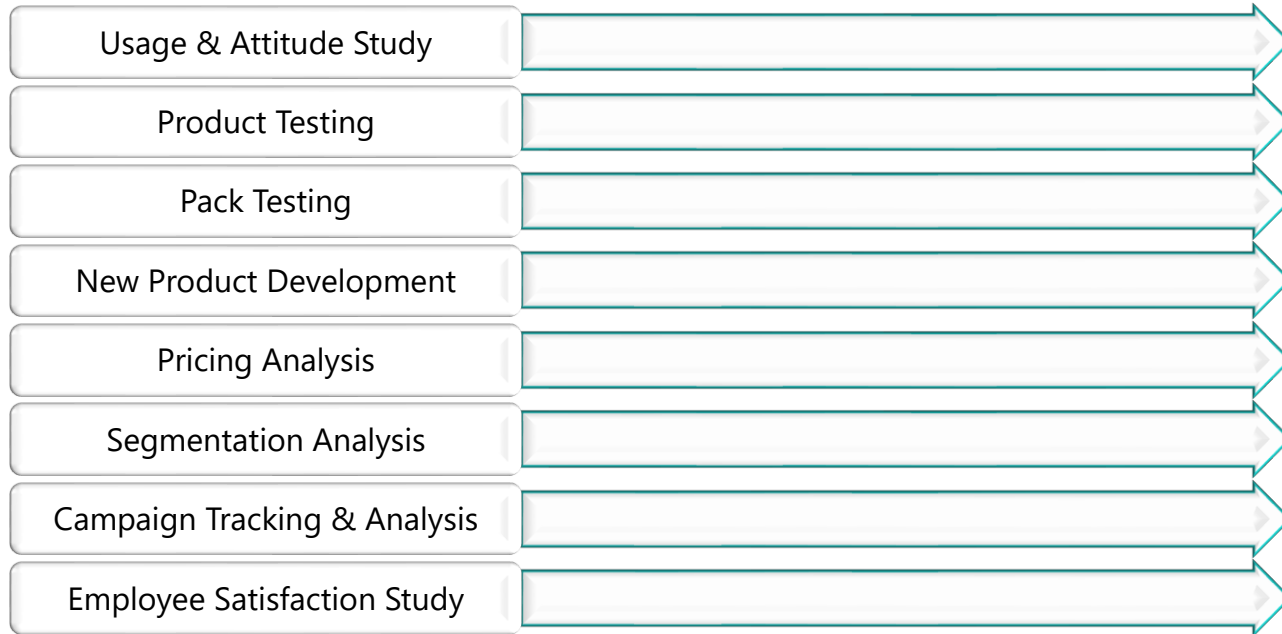 Usage & Attitude Study
Product Testing
Pack Testing
New Product Development
Pricing Analysis
Segmentation Analysis
Campaign Tracking & Analysis
Employee Satisfaction Study